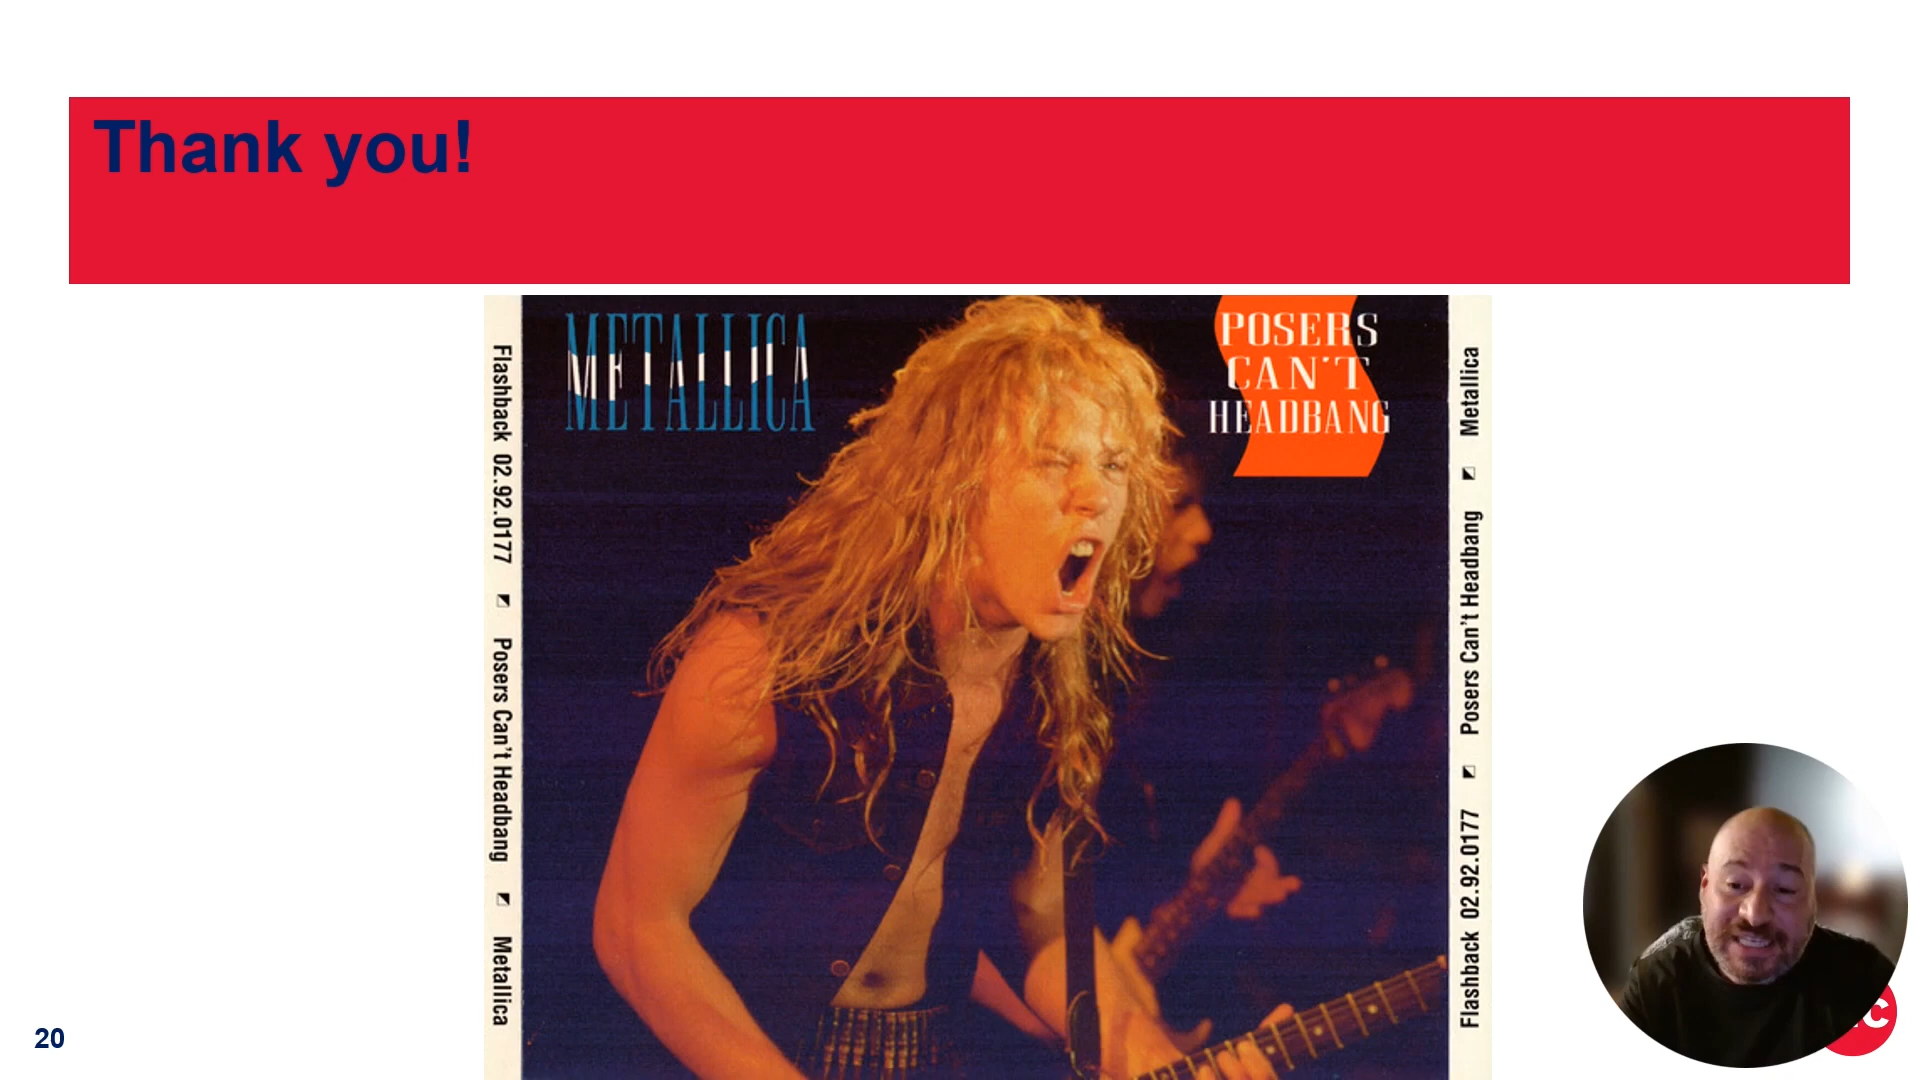 Thank you!
METALLICA
POSERS
CAN'T
HEADBANG
Flashback 02.92.0177 Posers Can't Headbang Metallica
Flashback 02.92.0177 Posers Can't Headbang Metallica
20